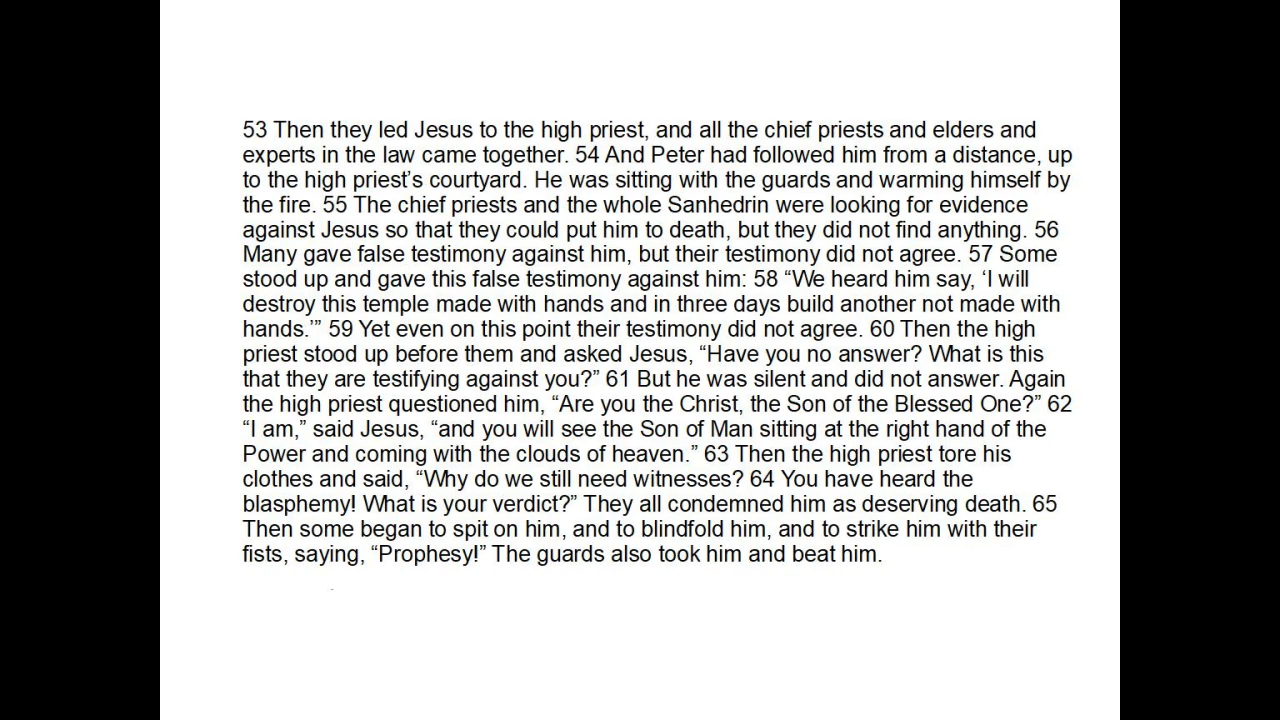 53 Then they led Jesus to the high priest, and all the chief priests and elders and
experts in the law came together. 54 And Peter had followed him from a distance, up
to the high priest’s courtyard. He was sitting with the guards and warming himself by
the fire. 55 The chief priests and the whole Sanhedrin were looking for evidence
against Jesus so that they could put him to death, but they did not find anything. 56
Many gave false testimony against him, but their testimony did not agree. 57 Some
stood up and gave this false testimony against him: 58 “We heard him say, ‘I will
destroy this temple made with hands and in three days build another not made with
hands.’” 59 Yet even on this point their testimony did not agree. 60 Then the high
priest stood up before them and asked Jesus, “Have you no answer? What is this
that they are testifying against you?” 61 But he was silent and did not answer. Again
the high priest questioned him, “Are you the Christ, the Son of the Blessed One?” 62
“I am,” said Jesus, “and you will see the Son of Man sitting at the right hand of the
Power and coming with the clouds of heaven.” 63 Then the high priest tore his
clothes and said, “Why do we still need witnesses? 64 You have heard the
blasphemy! What is your verdict?” They all condemned him as deserving death. 65
Then some began to spit on him, and to blindfold him, and to strike him with their
fists, saying, “Prophesy!” The guards also took him and beat him.